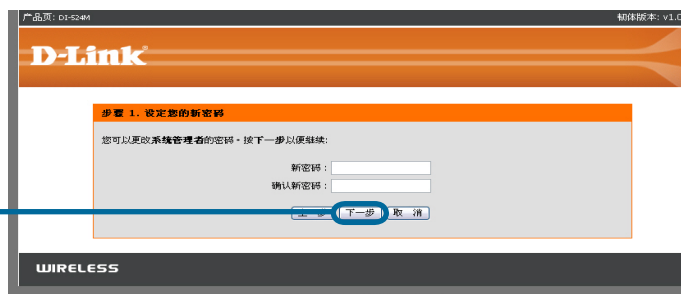 产品页: DI-524M
韧体版本: v1.0
D-Link
步骤 1. 设定您的新密码
您可以更改系统管理者的密码。按下一步以便继续:
新密码 :
确认新密码 :
上一步 下一步 取 消
WIRELESS